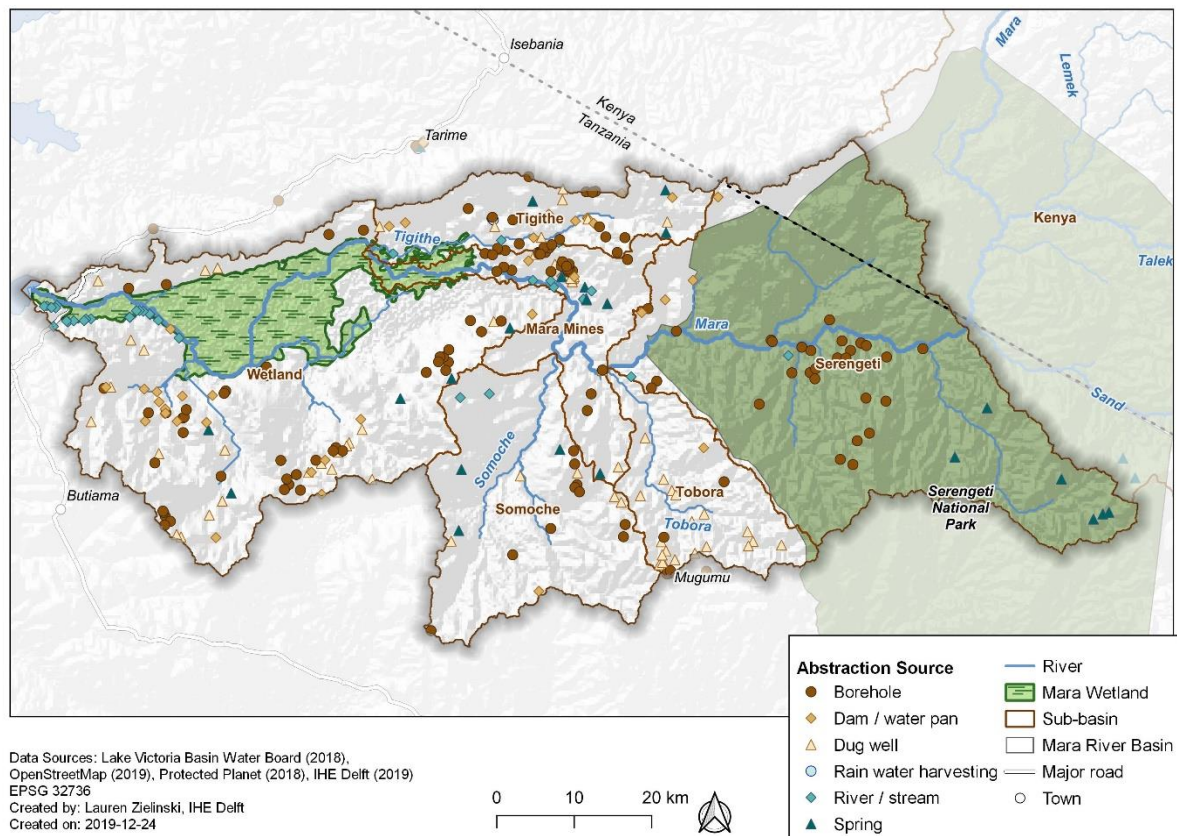 Isebania
Mara
Lemek
Kenya
Tanzania
Tarime
Tigithe
Kenya
Tigithe
Talek
Mara Mines
Mara
Serengeti
Wetland
Sand
Somoche
Butiama
Somoche
Tobora
Tobora
Serengeti
National
Park
Mugumu
Abstraction Source
Borehole
Dam / water pan
Dug well
Rain water harvesting
River / stream
Spring
River
Mara Wetland
Sub-basin
Mara River Basin
Major road
Town
Data Sources: Lake Victoria Basin Water Board (2018),
OpenStreetMap (2019), Protected Planet (2018), IHE Delft (2019)
EPSG 32736
Created by: Lauren Zielinski, IHE Delft
Created on: 2019-12-24
0 10 20 km